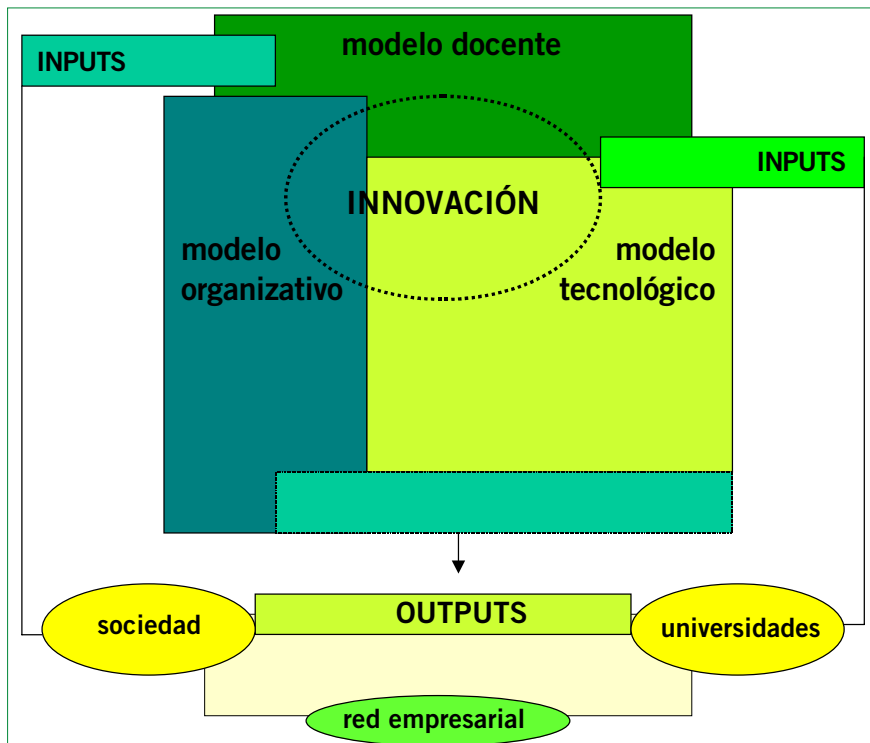 modelo docente
INPUTS
INPUTS
INNOVACIÓN
modelo
organizativo
modelo
tecnológico
OUTPUTS
sociedad
universidades
red empresarial